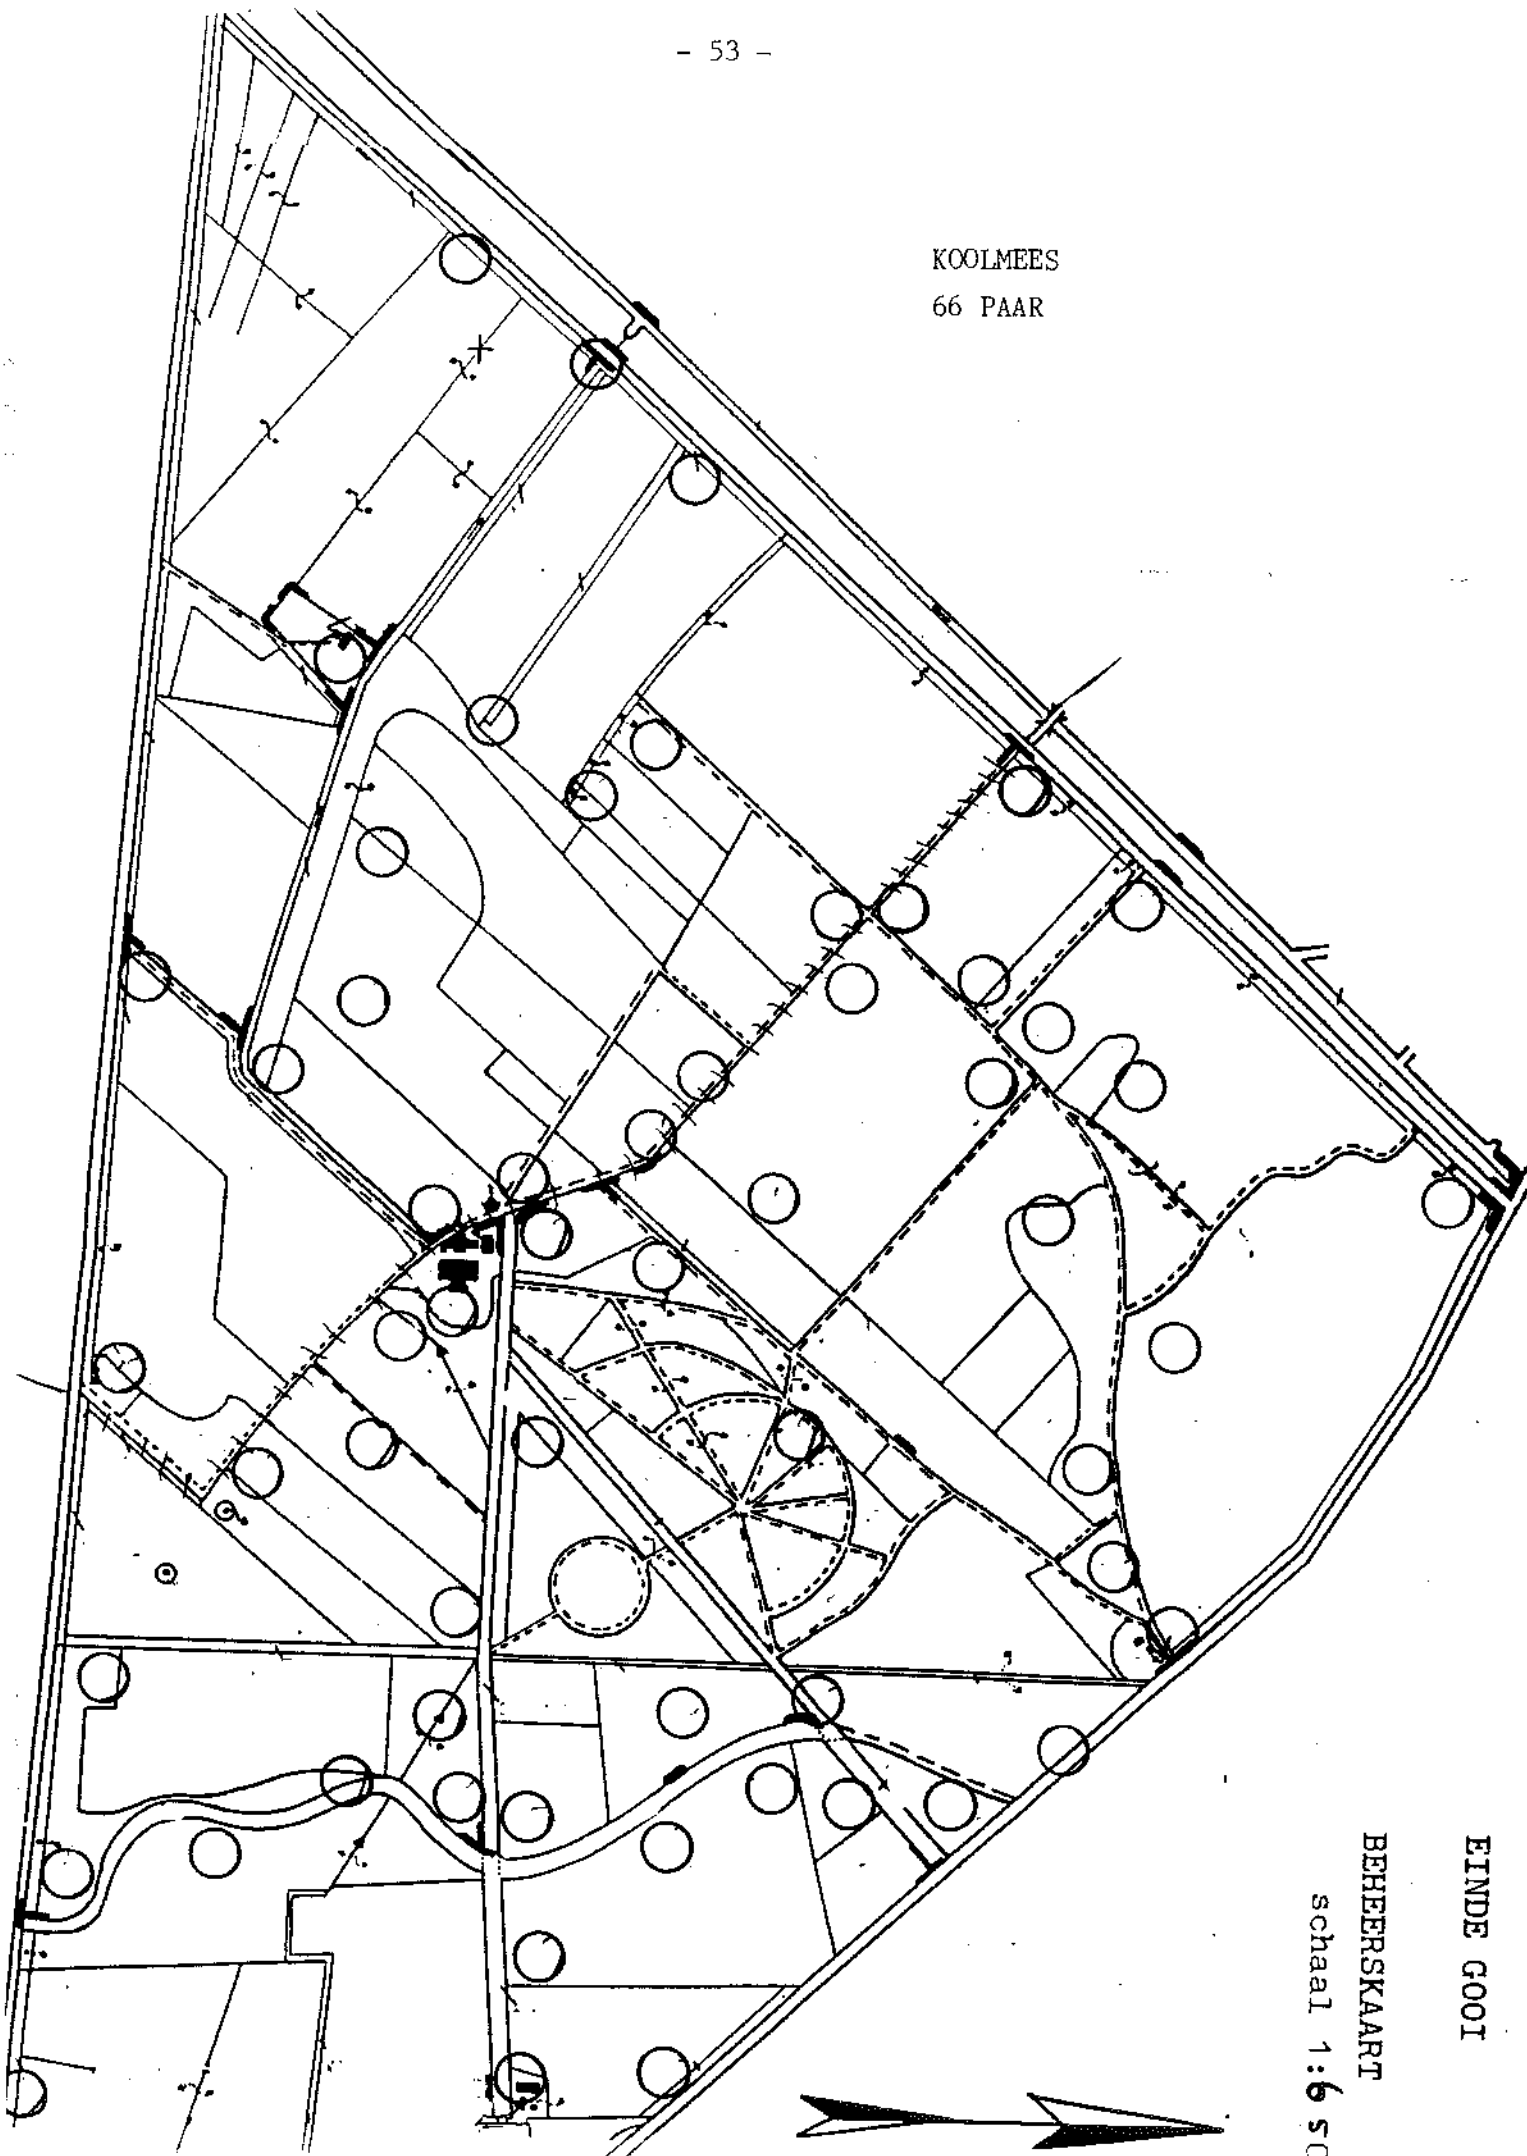 - 53 -
KOOLMEES
66 PAAR
EINDE GOOI
BEHEERSKAART
schaal 1:6